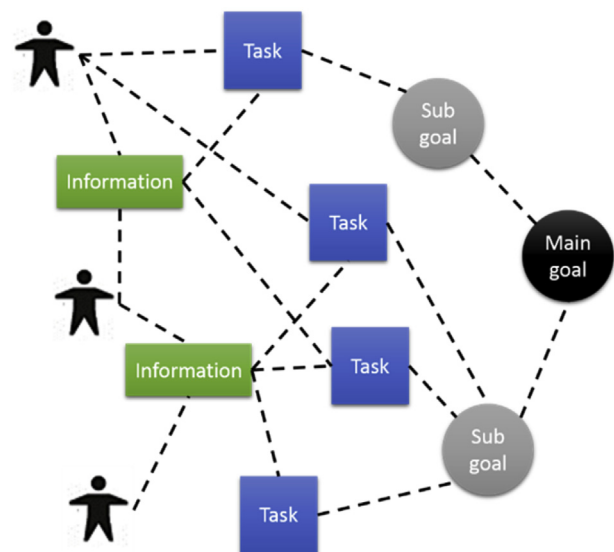 Task
Sub
goal
Information
Task
Main
goal
Information
Task
Sub
goal
Task